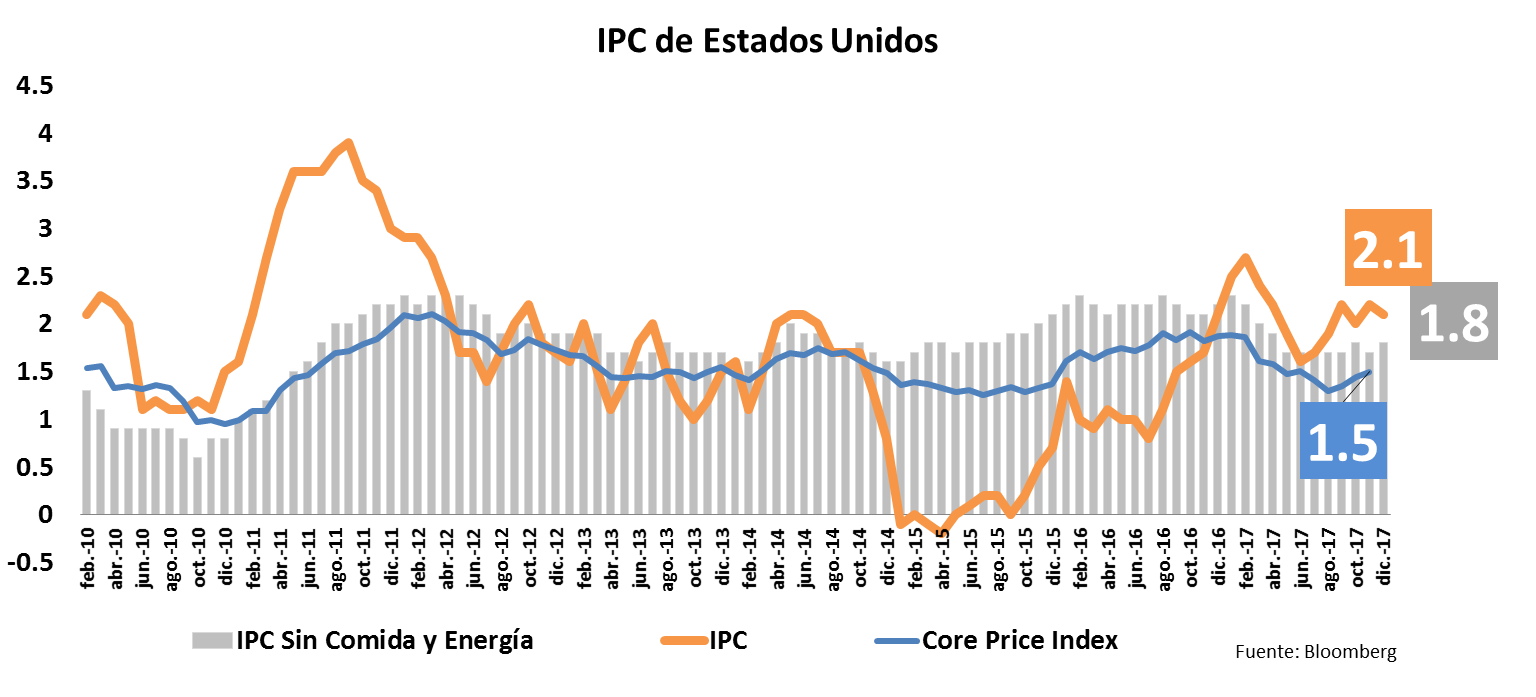 IPC de Estados Unidos
4.5
4
3.5
3
2.5
2
1.5
1
0.5
0
-0.5
2.1
1.8
1.5
feb.-10
abr.-10
jun.-10
ago.-10
oct.-10
dic.-10
feb.-11
abr.-11
jun.-11
ago.-11
oct.-11
dic.-11
feb.-12
abr.-12
jun.-12
ago.-12
oct.-12
dic.-12
feb.-13
abr.-13
jun.-13
ago.-13
oct.-13
dic.-13
feb.-14
abr.-14
jun.-14
ago.-14
oct.-14
dic.-14
feb.-15
abr.-15
jun.-15
ago.-15
oct.-15
dic.-15
feb.-16
abr.-16
jun.-16
ago.-16
oct.-16
dic.-16
feb.-17
abr.-17
jun.-17
ago.-17
oct.-17
dic.-17
IPC Sin Comida y Energía
IPC
Core Price Index
Fuente: Bloomberg